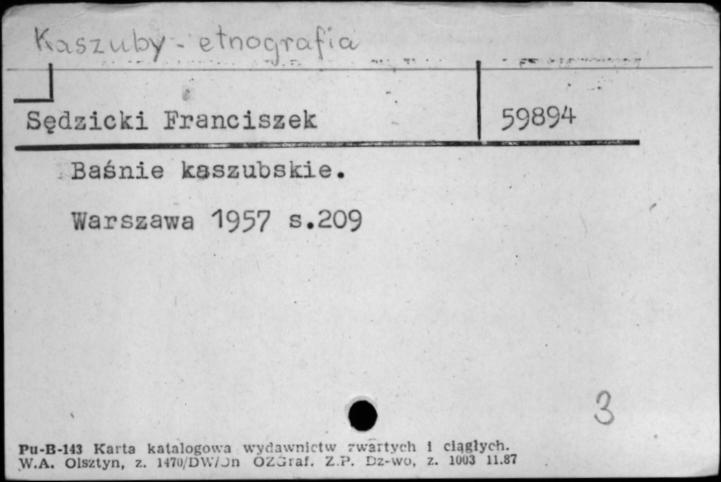 Kaszuby - etnografia
Sędzicki Franciszek 59894
Baśnie kaszubskie.
Warszawa 1957 s.209
3
Pu-B-143 Karta katalogowa wydawnictw zwartych i ciągłych.
W.A. Olsztyn, z. 1470/DW/Jn OZGraf. Z.P. Dz-wo, z. 1003 11.87